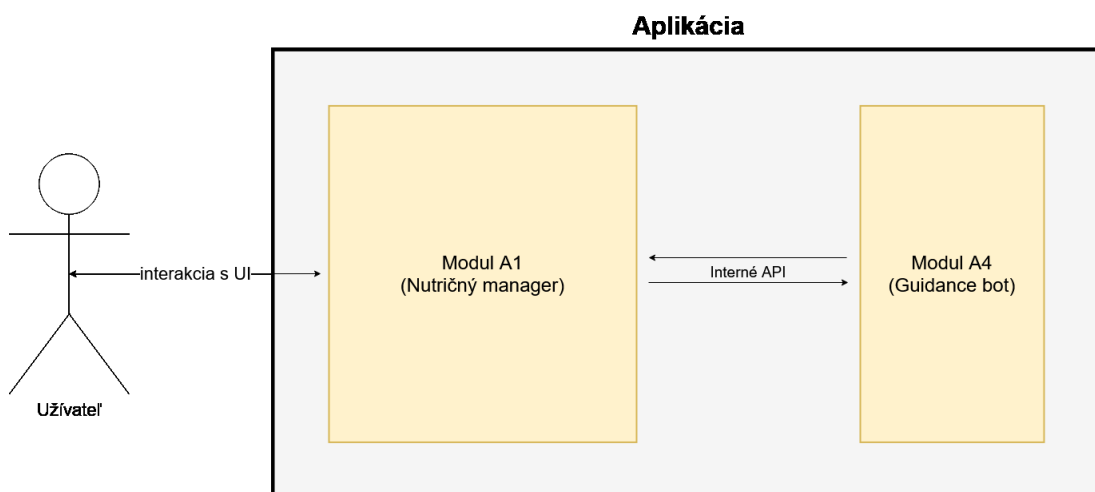 Aplikácia
Modul A1
(Nutričný manager)
interakcia s UI
Interné API
Modul A4
(Guidance bot)
Užívateľ